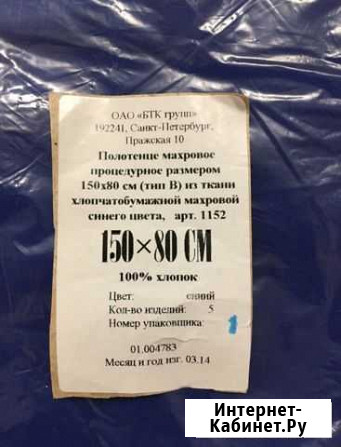 ОАО «БТК групп»
192241, Санкт-Петербург,
Пражская 10
Полотенце махровое
процедурное размером
150х80 см (тип В) из ткани
хлопчатобумажной махровой
синего цвета, арт. 1152
150×80 СМ
100% хлопок
Цвет: синий
Кол-во изделий: 5
Номер упаковщика: 1
01,004783
Месяц и год изг. 03.14
Интернет-
Кабинет.Ру